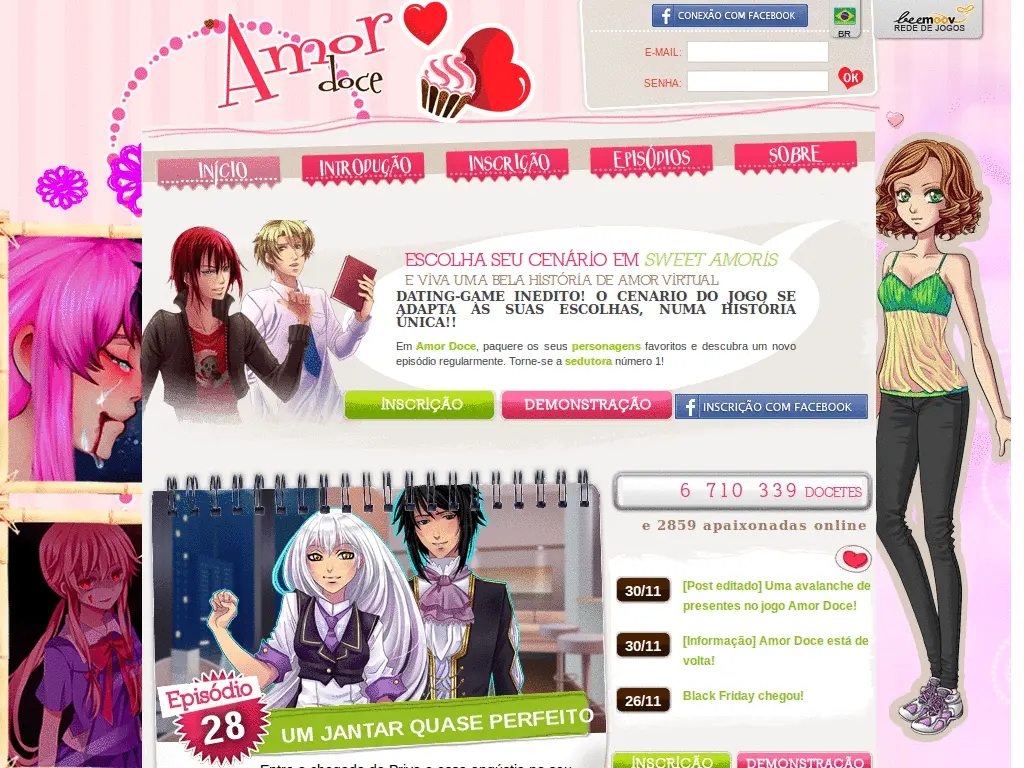 Amor
doce
CONEXÃO COM FACEBOOK
BR
beemoov
REDE DE JOGOS
E-MAIL:
SENHA:
OK
INÍCIO
INTRODUÇÃO
INSCRIÇÃO
EPISÓDIOS
SOBRE
ESCOLHA SEU CENÁRIO EM SWEET AMORIS
E VIVA UMA BELA HISTÓRIA DE AMOR VIRTUAL
DATING-GAME INEDITO! O CENARIO DO JOGO SE
ADAPTA ÀS SUAS ESCOLHAS, NUMA HISTÓRIA
ÚNICA!!
Em Amor Doce, paquere os seus personagens favoritos e descubra um novo
episódio regularmente. Torne-se a sedutora número 1!
INSCRIÇÃO
DEMONSTRAÇÃO
INSCRIÇÃO COM FACEBOOK
6 710 339 DOCETES
e 2859 apaixonadas online
30/11
[Post editado] Uma avalanche de
presentes no jogo Amor Doce!
30/11
[Informação] Amor Doce está de
volta!
26/11
Black Friday chegou!
Episódio
28
UM JANTAR QUASE PERFEITO
INSCRIÇÃO
DEMONSTRAÇÃO